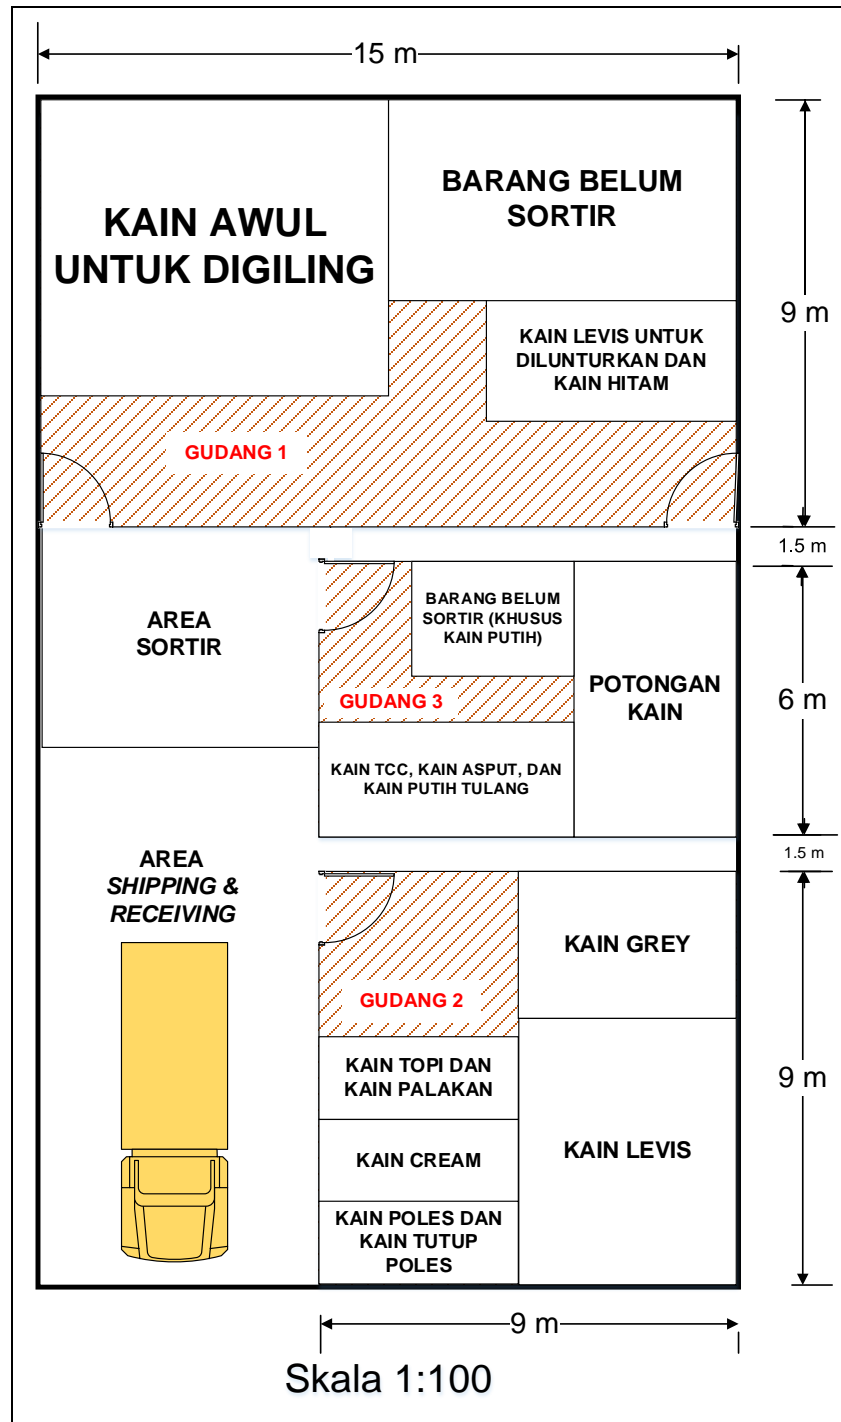 15 m
KAIN AWUL
UNTUK DIGILING
BARANG BELUM
SORTIR
9 m
KAIN LEVIS UNTUK
DILUNTURKAN DAN
KAIN HITAM
GUDANG 1
1.5 m
AREA
SORTIR
BARANG BELUM
SORTIR (KHUSUS
KAIN PUTIH)
POTONGAN
KAIN
6 m
GUDANG 3
KAIN TCC, KAIN ASPUT, DAN
KAIN PUTIH TULANG
1.5 m
AREA
SHIPPING &
RECEIVING
KAIN GREY
GUDANG 2
KAIN TOPI DAN
KAIN PALAKAN
9 m
KAIN CREAM
KAIN LEVIS
KAIN POLES DAN
KAIN TUTUP
POLES
9 m
Skala 1:100